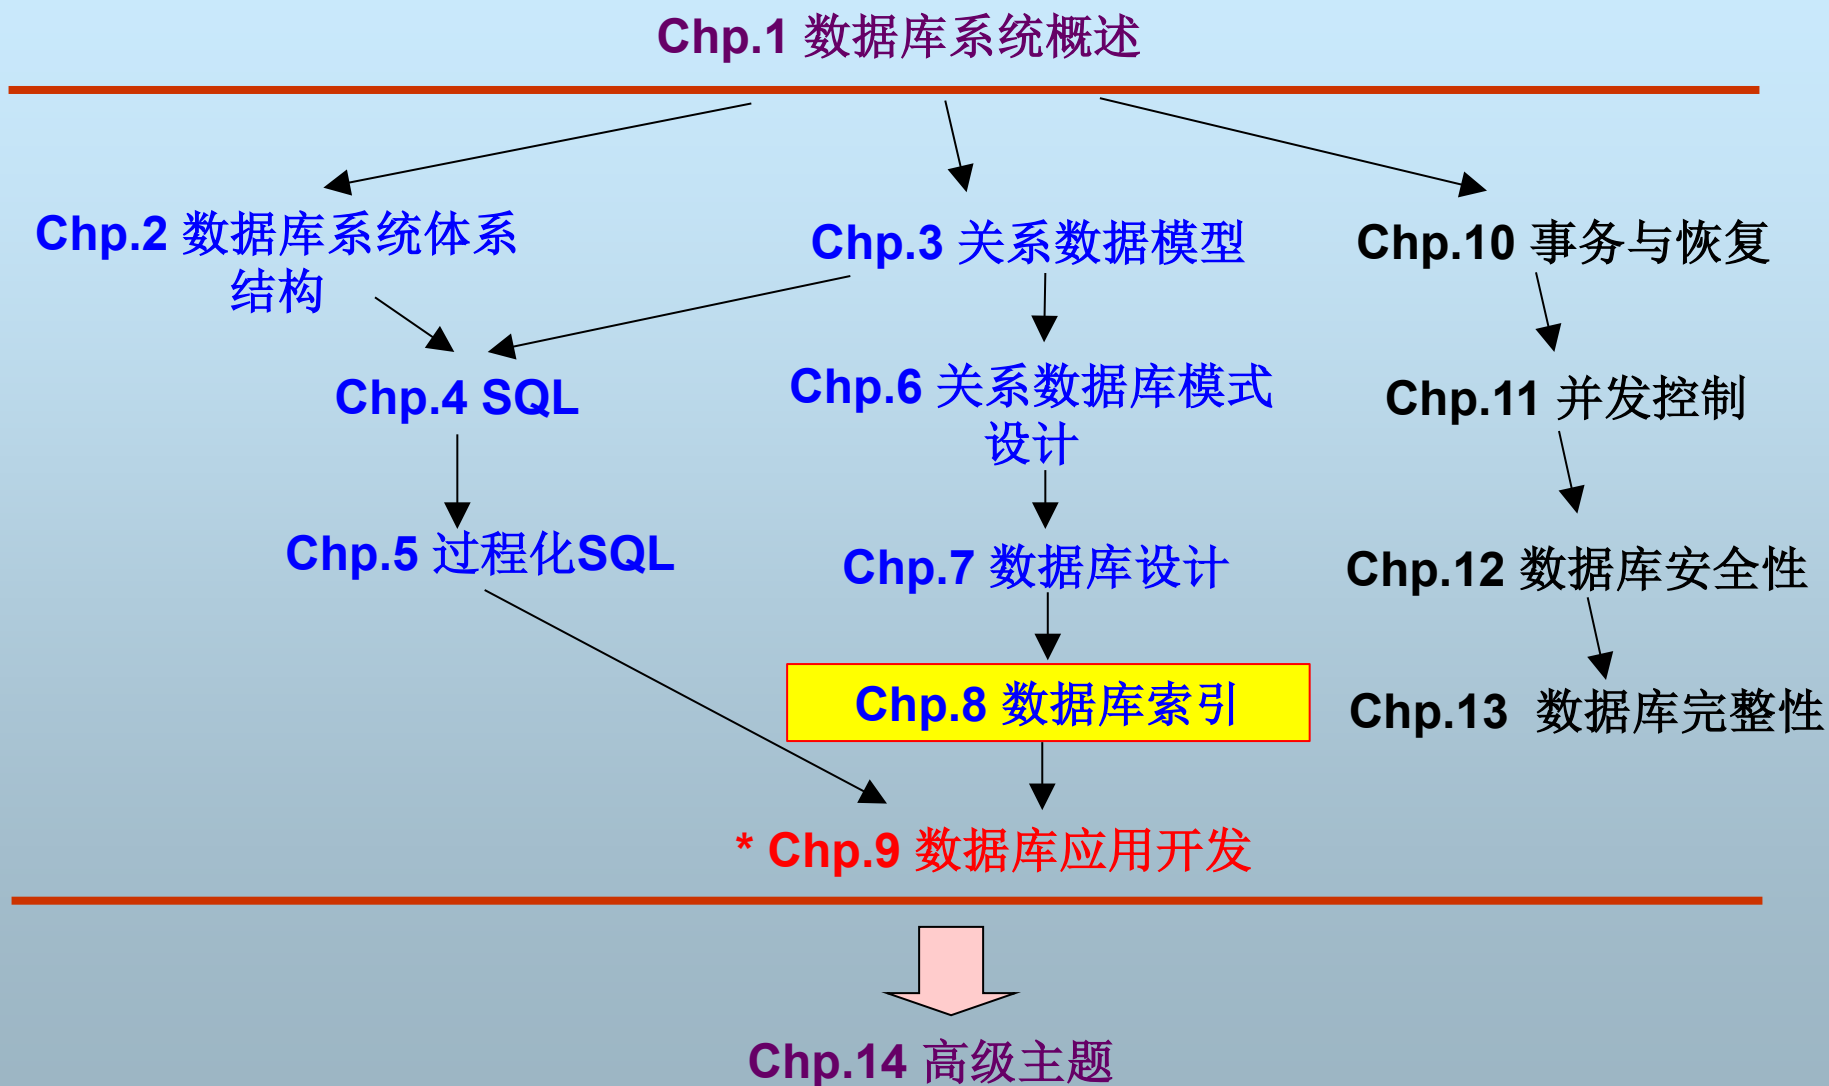 Chp.1 数据库系统概述
Chp.2 数据库系统体系
结构
Chp.3 关系数据模型
Chp.10 事务与恢复
Chp.4 SQL
Chp.6 关系数据库模式
设计
Chp.11 并发控制
Chp.5 过程化SQL
Chp.7 数据库设计
Chp.12 数据库安全性
Chp.8 数据库索引
Chp.13 数据库完整性
* Chp.9 数据库应用开发
Chp.14 高级主题